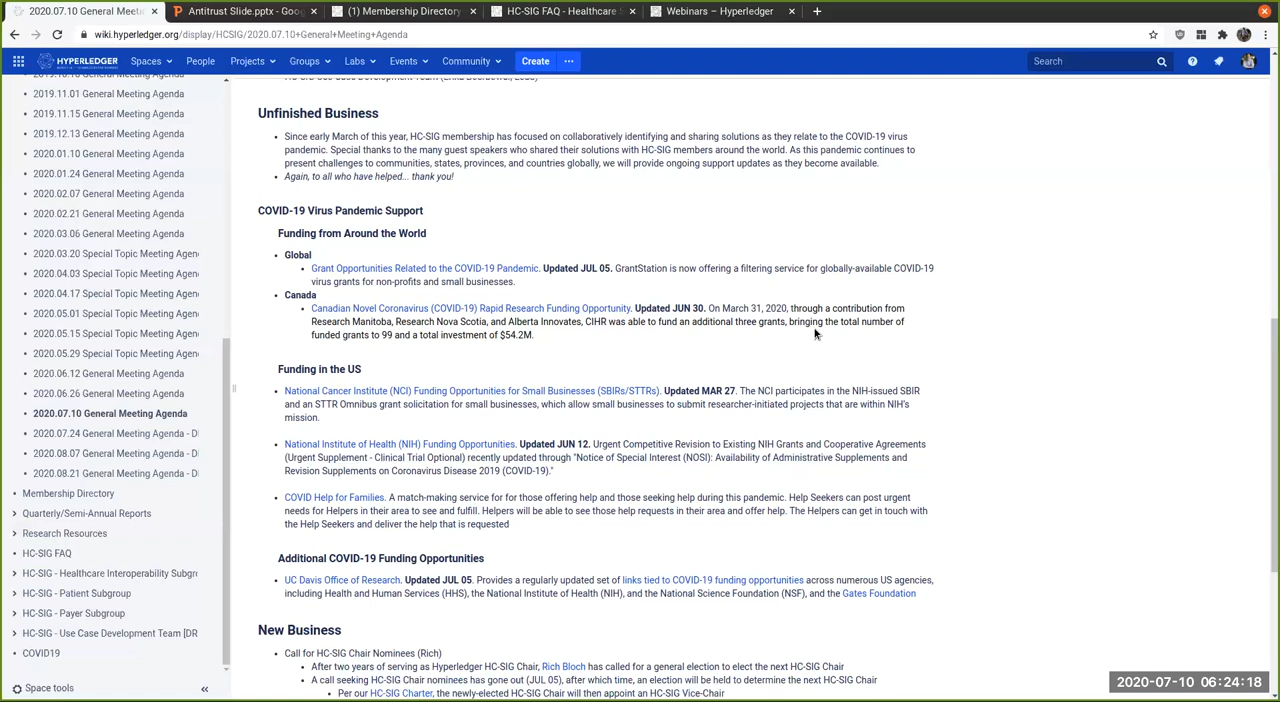 2020.07.10 General Meeti
Antitrust Slide.pptx - Goog
(1) Membership Directory
HC-SIG FAQ - Healthcare
Webinars – Hyperledger
wiki.hyperledger.org/display/HCSIG/2020.07.10+General+Meeting+Agenda
HYPERLEDGER
Spaces
People
Projects
Groups
Labs
Events
Community
Create
Search
2019.11.01 General Meeting Agenda
2019.11.15 General Meeting Agenda
2019.12.13 General Meeting Agenda
2020.01.10 General Meeting Agenda
2020.01.24 General Meeting Agenda
2020.02.07 General Meeting Agenda
2020.02.21 General Meeting Agenda
2020.03.06 General Meeting Agenda
2020.03.20 Special Topic Meeting Agen
2020.04.03 Special Topic Meeting Agen
2020.04.17 Special Topic Meeting Agen
2020.05.01 Special Topic Meeting Agen
2020.05.15 Special Topic Meeting Agen
2020.05.29 Special Topic Meeting Agen
2020.06.12 General Meeting Agenda
2020.06.26 General Meeting Agenda
2020.07.10 General Meeting Agenda
2020.07.24 General Meeting Agenda - D
2020.08.07 General Meeting Agenda - D
2020.08.21 General Meeting Agenda - D
Membership Directory
Quarterly/Semi-Annual Reports
Research Resources
HC-SIG FAQ
HC-SIG - Healthcare Interoperability Subgr
HC-SIG - Patient Subgroup
HC-SIG - Payer Subgroup
HC-SIG - Use Case Development Team [DR
COVID19
Space tools
Unfinished Business
Since early March of this year, HC-SIG membership has focused on collaboratively identifying and sharing solutions as they relate to the COVID-19 virus
pandemic. Special thanks to the many guest speakers who shared their solutions with HC-SIG members around the world. As this pandemic continues to
present challenges to communities, states, provinces, and countries globally, we will provide ongoing support updates as they become available.
Again, to all who have helped... thank you!
COVID-19 Virus Pandemic Support
Funding from Around the World
Global
Grant Opportunities Related to the COVID-19 Pandemic. Updated JUL 05. GrantStation is now offering a filtering service for globally-available COVID-19
virus grants for non-profits and small businesses.
Canada
Canadian Novel Coronavirus (COVID-19) Rapid Research Funding Opportunity. Updated JUN 30. On March 31, 2020, through a contribution from
Research Manitoba, Research Nova Scotia, and Alberta Innovates, CIHR was able to fund an additional three grants, bringing the total number of
funded grants to 99 and a total investment of $54.2M.
Funding in the US
National Cancer Institute (NCI) Funding Opportunities for Small Businesses (SBIRs/STTRs). Updated MAR 27. The NCI participates in the NIH-issued SBIR
and an STTR Omnibus grant solicitation for small businesses, which allow small businesses to submit researcher-initiated projects that are within NIH's
mission.
National Institute of Health (NIH) Funding Opportunities. Updated JUN 12. Urgent Competitive Revision to Existing NIH Grants and Cooperative Agreements
(Urgent Supplement - Clinical Trial Optional) recently updated through "Notice of Special Interest (NOSI): Availability of Administrative Supplements and
Revision Supplements on Coronavirus Disease 2019 (COVID-19)."
COVID Help for Families. A match-making service for for those offering help and those seeking help during this pandemic. Help Seekers can post urgent
needs for Helpers in their area to see and fulfill. Helpers will be able to see those help requests in their area and offer help. The Helpers can get in touch with
the Help Seekers and deliver the help that is requested
Additional COVID-19 Funding Opportunities
UC Davis Office of Research. Updated JUL 05. Provides a regularly updated set of links tied to COVID-19 funding opportunities across numerous US agencies,
including Health and Human Services (HHS), the National Institute of Health (NIH), and the National Science Foundation (NSF), and the Gates Foundation
New Business
Call for HC-SIG Chair Nominees (Rich)
After two years of serving as Hyperledger HC-SIG Chair, Rich Bloch has called for a general election to elect the next HC-SIG Chair
A call seeking HC-SIG Chair nominees has gone out (JUL 05), after which time, an election will be held to determine the next HC-SIG Chair
Per our HC-SIG Charter, the newly-elected HC-SIG Chair will then appoint an HC-SIG Vice-Chair
2020-07-10 06:24:18